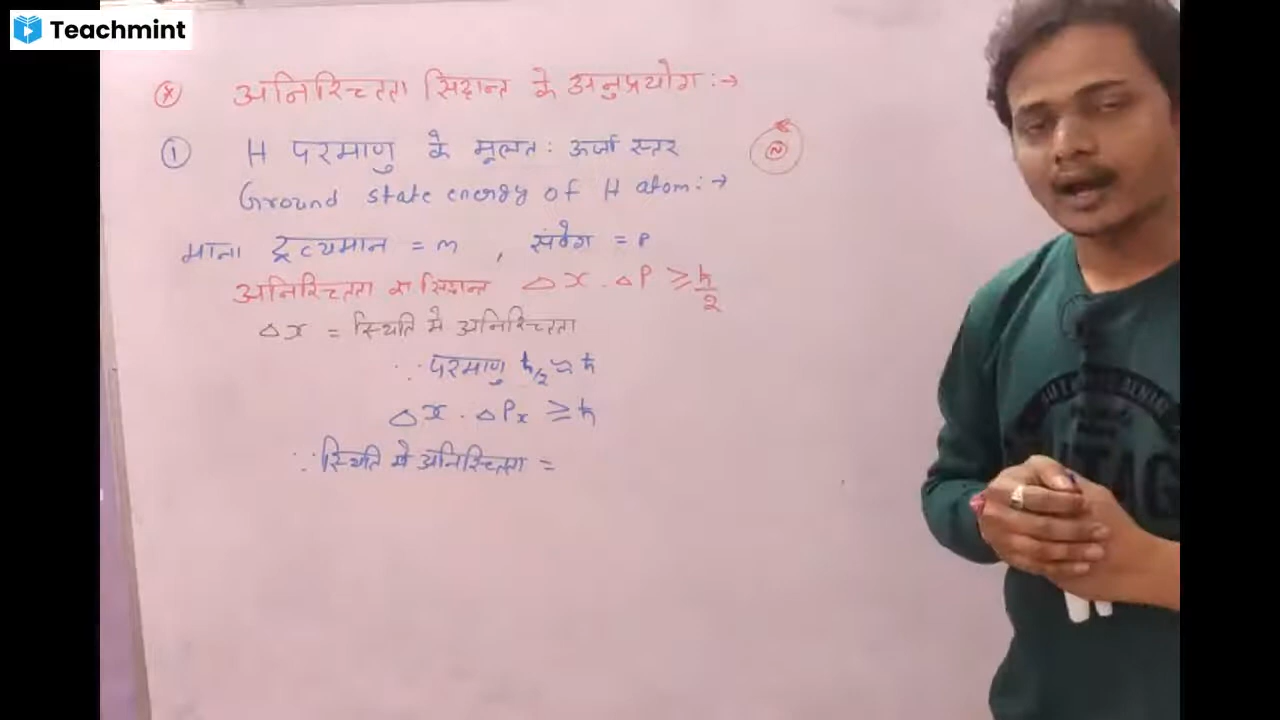 Teachmint
अनिश्चितता सिद्धान्त के अनुप्रयोग :→
① H परमाणु के मूलत: ऊर्जा स्तर
Ground state energy of H atom :→
माना द्रव्यमान = m , संवेग = P
अनिश्चितता का सिद्धान्त Δx . ΔP ≥ ħ/2
Δx = स्थिति में अनिश्चितता
∵ परमाणु ħ/2 ≈ ħ
Δx . ΔPx ≥ ħ
∵ स्थिति में अनिश्चितता =